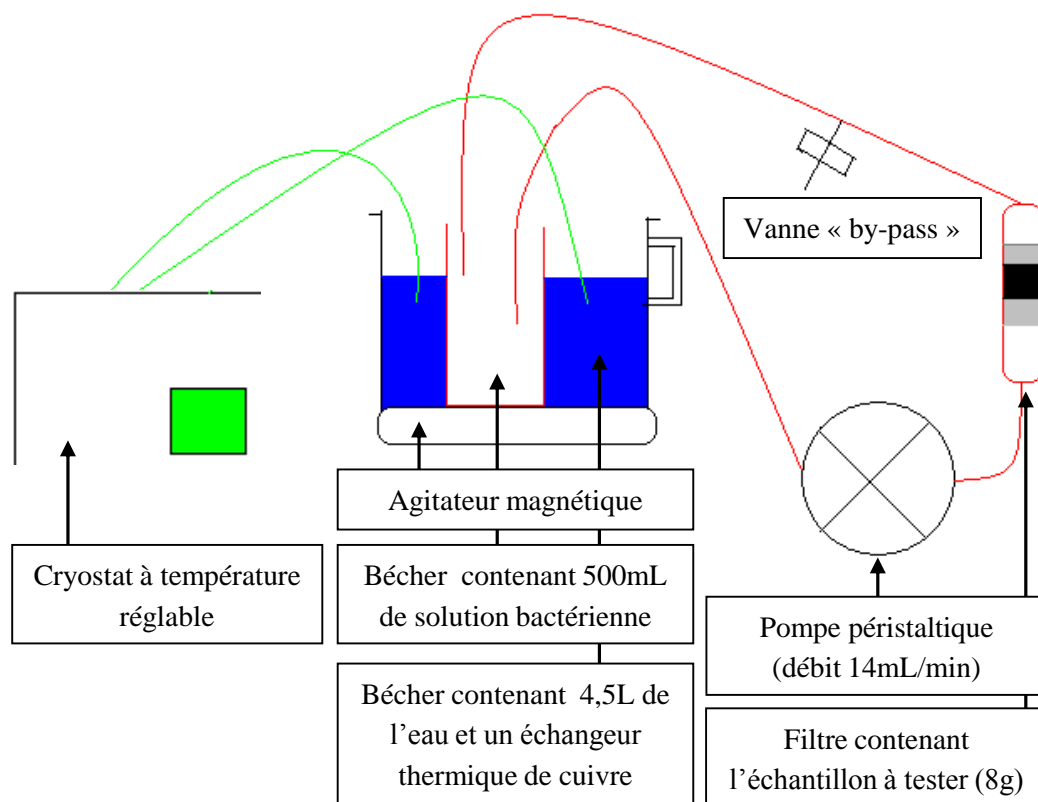 Vanne « by-pass »
Agitateur magnétique
Cryostat à température
réglable
Bécher contenant 500mL
de solution bactérienne
Pompe péristaltique
(débit 14mL/min)
Bécher contenant 4,5L de
l’eau et un échangeur
thermique de cuivre
Filtre contenant
l’échantillon à tester (8g)